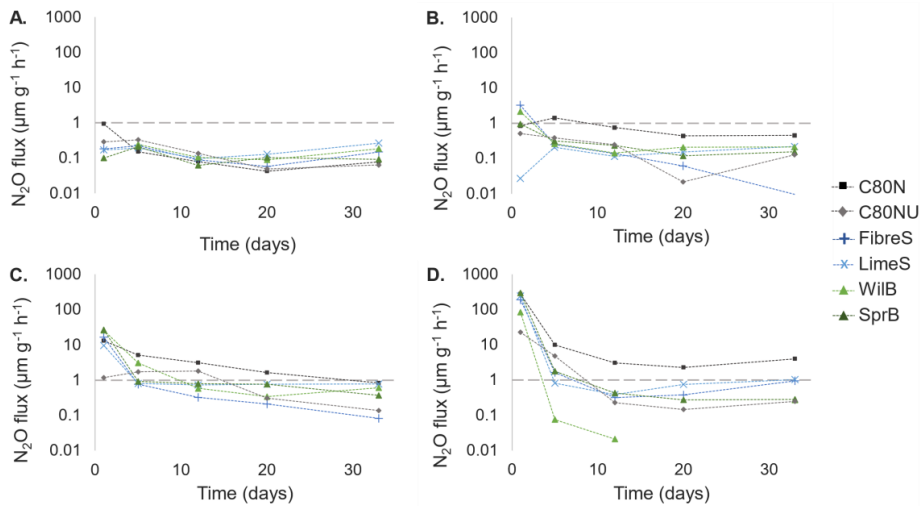 A.
B.
1000
100
10
1
0.1
0.01
N₂O flux (µm g⁻¹ h⁻¹)
0 10 20 30
Time (days)
1000
100
10
1
0.1
0.01
N₂O flux (µm g⁻¹ h⁻¹)
0 10 20 30
Time (days)
C.
D.
1000
100
10
1
0.1
0.01
N₂O flux (µm g⁻¹ h⁻¹)
0 10 20 30
Time (days)
1000
100
10
1
0.1
0.01
N₂O flux (µm g⁻¹ h⁻¹)
0 10 20 30
Time (days)
C80N
C80NU
FibreS
LimeS
WilB
SprB